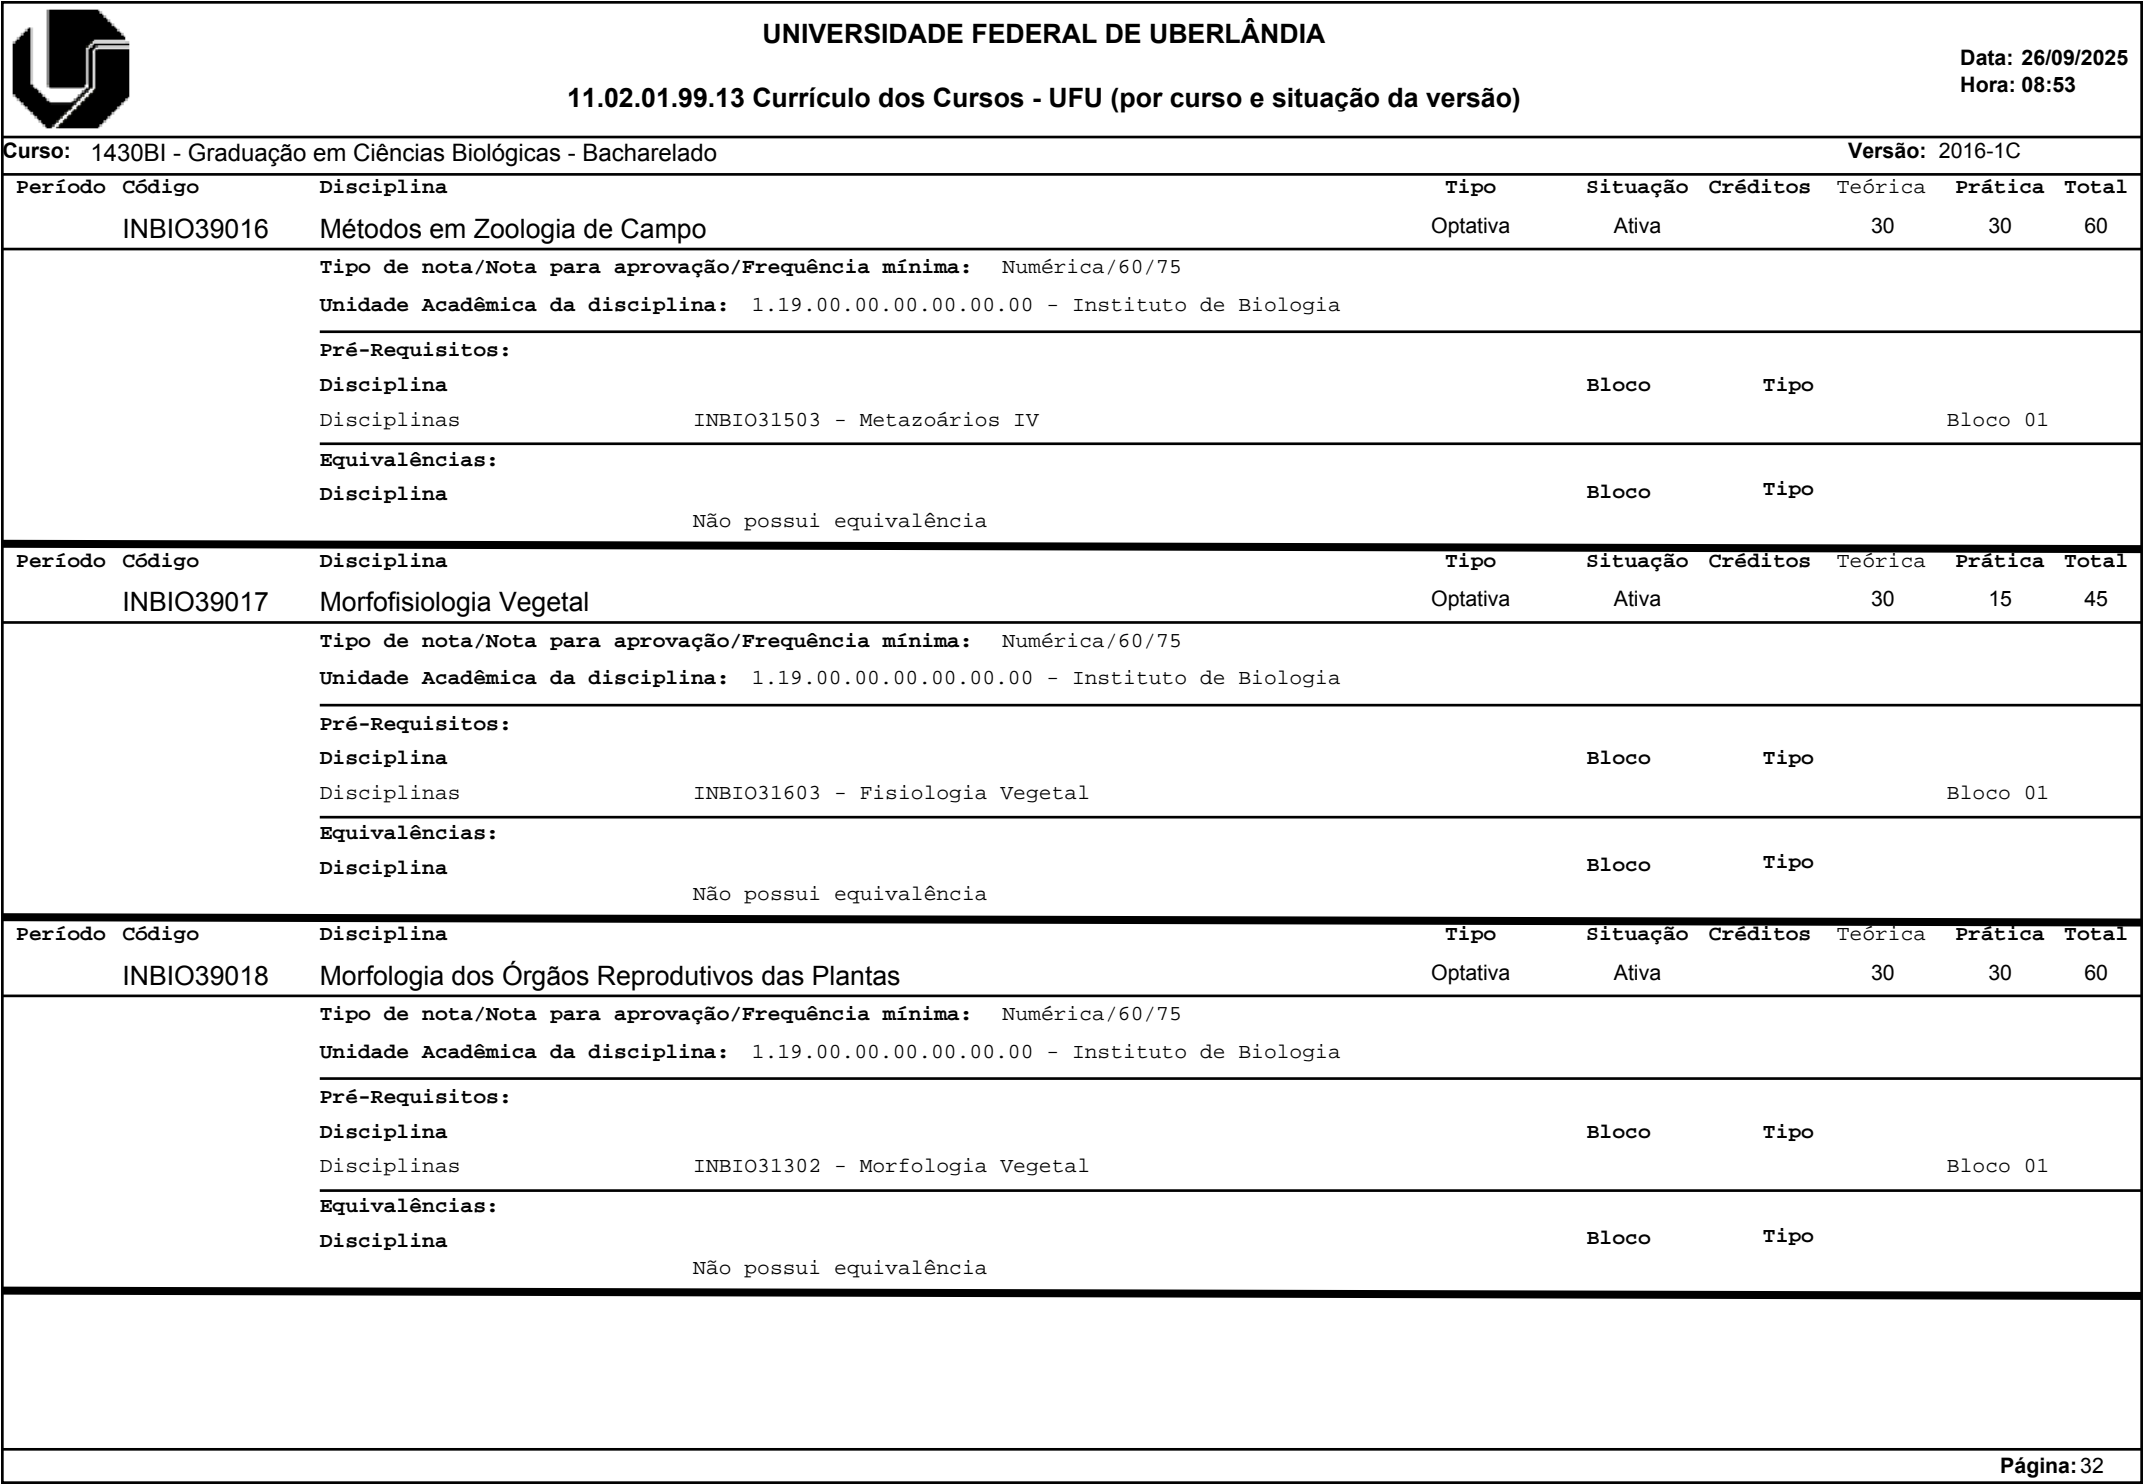 UNIVERSIDADE FEDERAL DE UBERLÂNDIA
Data: 26/09/2025
Hora: 08:53
11.02.01.99.13 Currículo dos Cursos - UFU (por curso e situação da versão)
Curso: 1430BI - Graduação em Ciências Biológicas - Bacharelado Versão: 2016-1C
Período Código Disciplina Tipo Situação Créditos Teórica Prática Total
INBIO39016 Métodos em Zoologia de Campo Optativa Ativa 30 30 60
Tipo de nota/Nota para aprovação/Frequência mínima: Numérica/60/75
Unidade Acadêmica da disciplina: 1.19.00.00.00.00.00.00 - Instituto de Biologia
Pré-Requisitos:
Disciplina Bloco Tipo
Disciplinas INBIO31503 - Metazoários IV Bloco 01
Equivalências:
Disciplina Bloco Tipo
Não possui equivalência
Período Código Disciplina Tipo Situação Créditos Teórica Prática Total
INBIO39017 Morfofisiologia Vegetal Optativa Ativa 30 15 45
Tipo de nota/Nota para aprovação/Frequência mínima: Numérica/60/75
Unidade Acadêmica da disciplina: 1.19.00.00.00.00.00.00 - Instituto de Biologia
Pré-Requisitos:
Disciplina Bloco Tipo
Disciplinas INBIO31603 - Fisiologia Vegetal Bloco 01
Equivalências:
Disciplina Bloco Tipo
Não possui equivalência
Período Código Disciplina Tipo Situação Créditos Teórica Prática Total
INBIO39018 Morfologia dos Órgãos Reprodutivos das Plantas Optativa Ativa 30 30 60
Tipo de nota/Nota para aprovação/Frequência mínima: Numérica/60/75
Unidade Acadêmica da disciplina: 1.19.00.00.00.00.00.00 - Instituto de Biologia
Pré-Requisitos:
Disciplina Bloco Tipo
Disciplinas INBIO31302 - Morfologia Vegetal Bloco 01
Equivalências:
Disciplina Bloco Tipo
Não possui equivalência
Página: 32